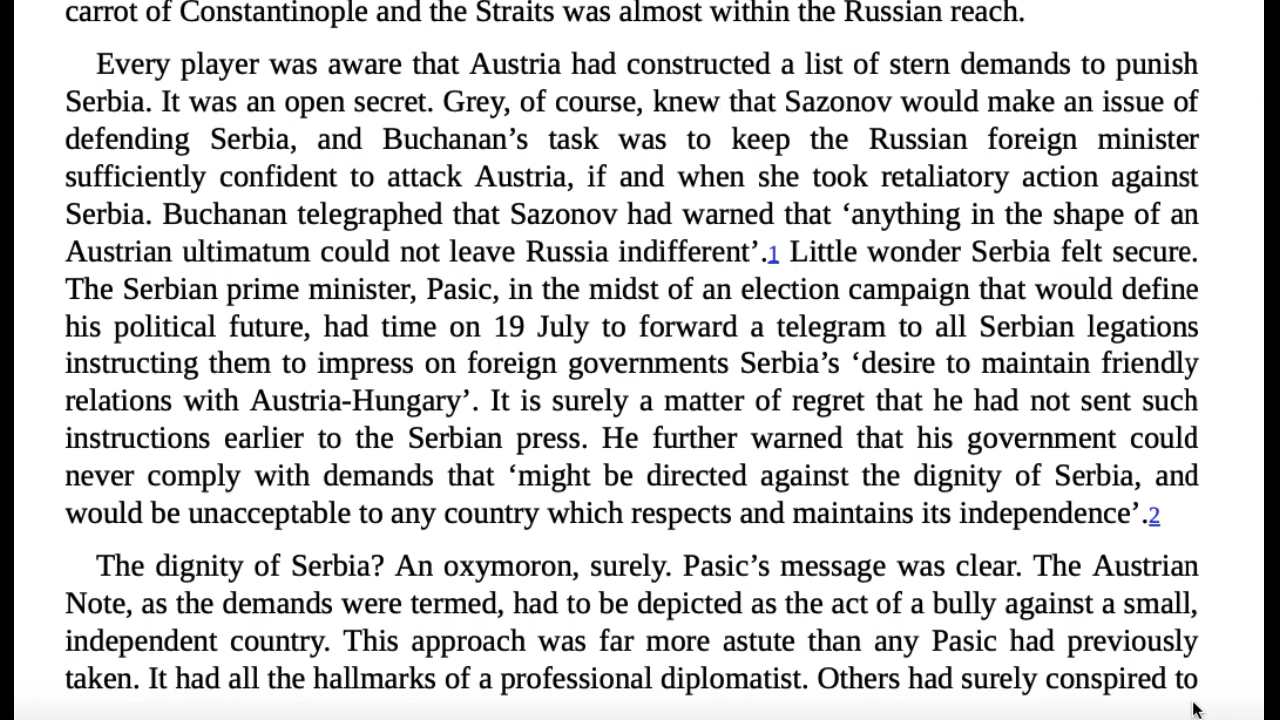 carrot of Constantinople and the Straits was almost within the Russian reach.
Every player was aware that Austria had constructed a list of stern demands to punish
Serbia. It was an open secret. Grey, of course, knew that Sazonov would make an issue of
defending Serbia, and Buchanan’s task was to keep the Russian foreign minister
sufficiently confident to attack Austria, if and when she took retaliatory action against
Serbia. Buchanan telegraphed that Sazonov had warned that ‘anything in the shape of an
Austrian ultimatum could not leave Russia indifferent’.1 Little wonder Serbia felt secure.
The Serbian prime minister, Pasic, in the midst of an election campaign that would define
his political future, had time on 19 July to forward a telegram to all Serbian legations
instructing them to impress on foreign governments Serbia’s ‘desire to maintain friendly
relations with Austria-Hungary’. It is surely a matter of regret that he had not sent such
instructions earlier to the Serbian press. He further warned that his government could
never comply with demands that ‘might be directed against the dignity of Serbia, and
would be unacceptable to any country which respects and maintains its independence’.2
The dignity of Serbia? An oxymoron, surely. Pasic’s message was clear. The Austrian
Note, as the demands were termed, had to be depicted as the act of a bully against a small,
independent country. This approach was far more astute than any Pasic had previously
taken. It had all the hallmarks of a professional diplomatist. Others had surely conspired to